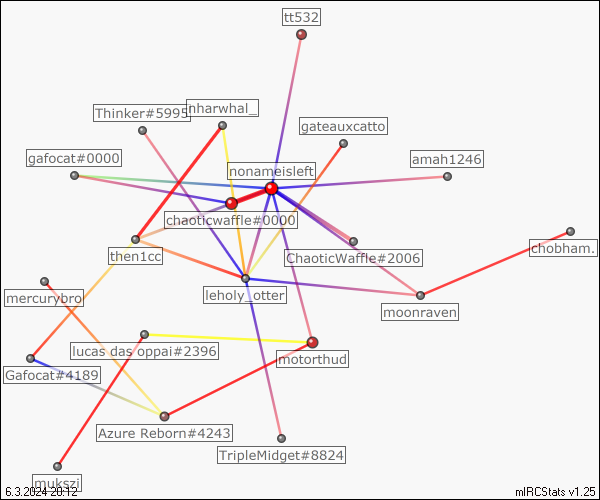 tt532
Thinker#5995
nharwhal_
gateauxcatto
gafocat#0000
amah1246
nonameisleft
chaoticwaffle#0000
then1cc
ChaoticWaffle#2006
chobham.
leholy_otter
mercurybro
moonraven
lucas das oppai#2396
motorthud
Gafocat#4189
Azure Reborn#4243
TripleMidget#8824
mukszi
6.3.2024 20:12
mIRCStats v1.25